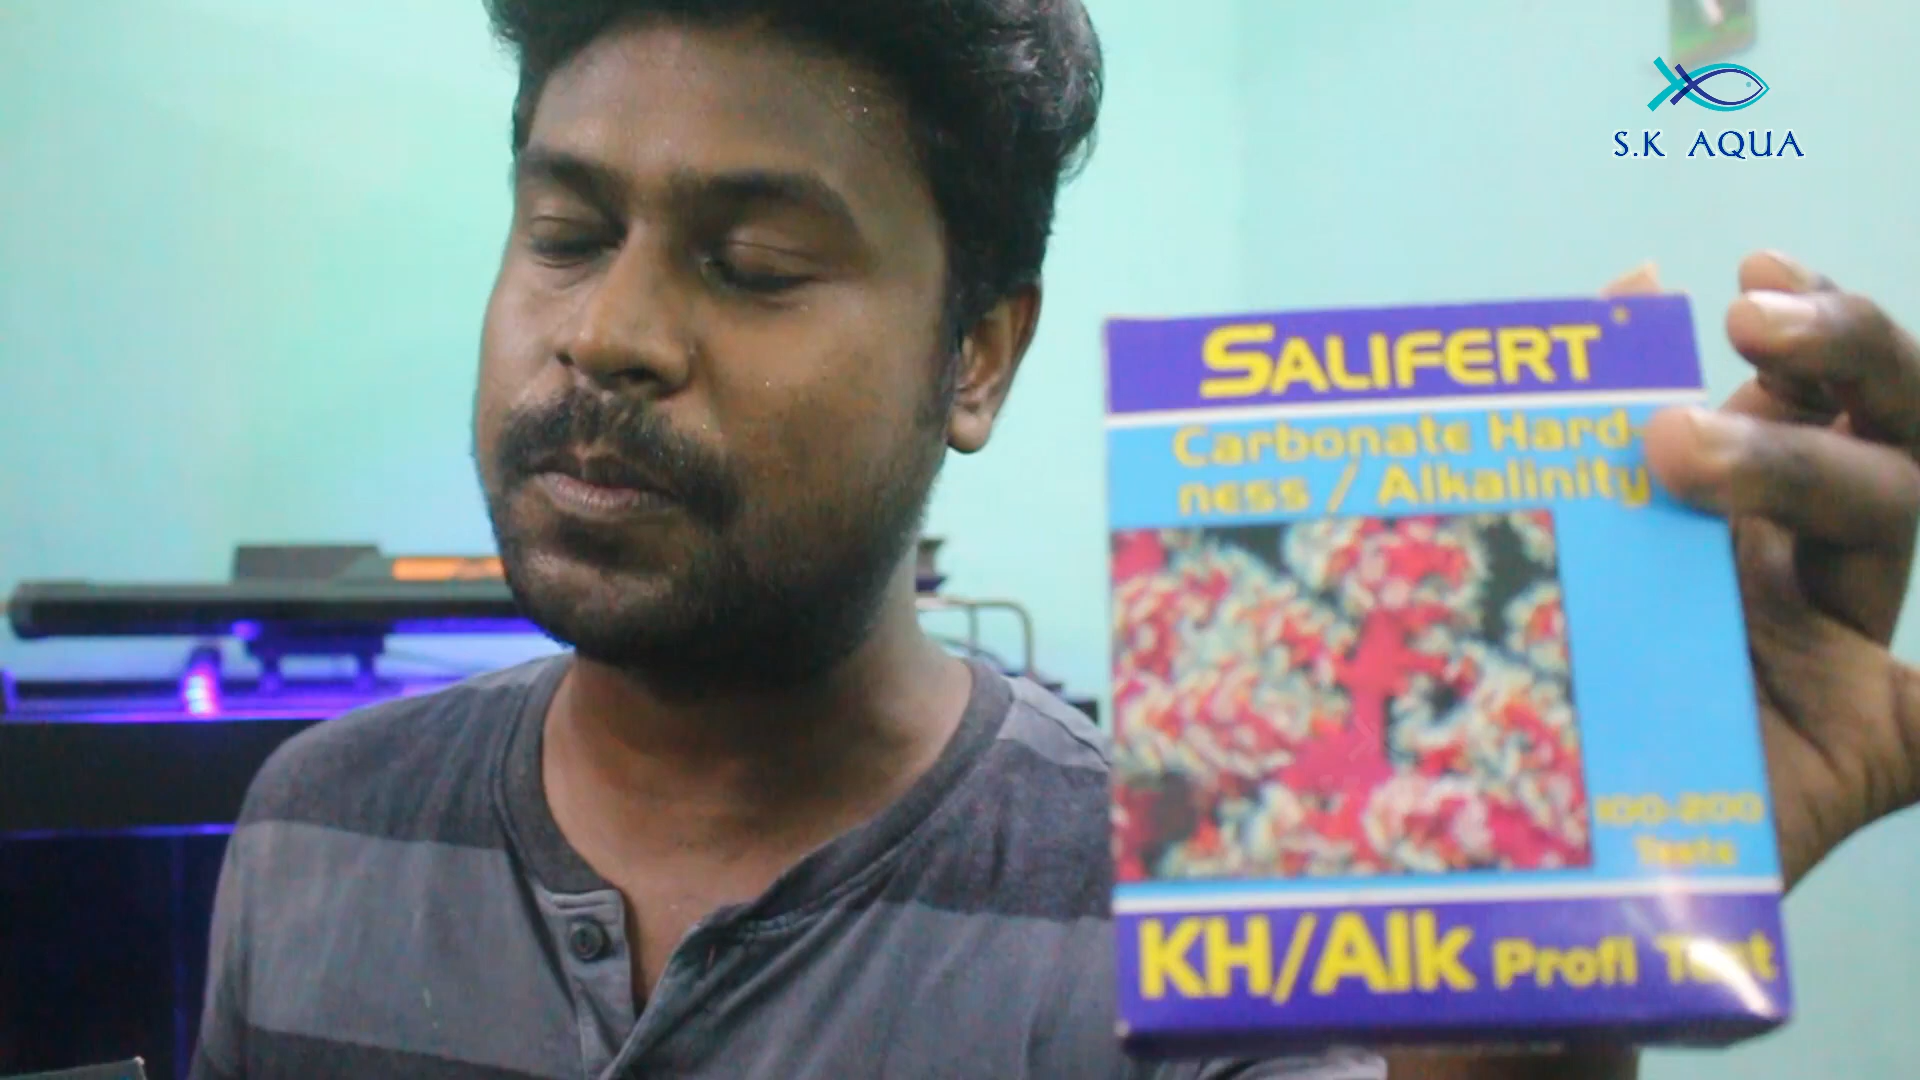 S.K AQUA
SALIFERT
Carbonate Hard-
ness / Alkalinity
100-200
Tests
KH/Alk Profi Test